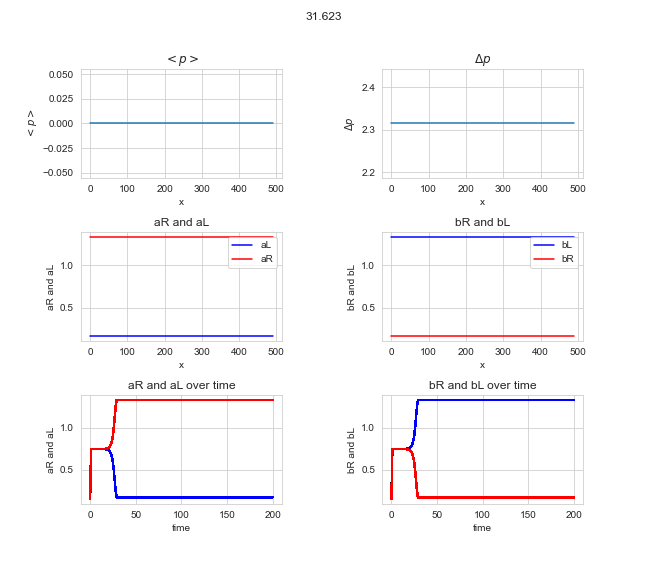 31.623
< p >
Δp
0.050
0.025
0.000
−0.025
−0.050
< p >
0 100 200 300 400 500
x
2.4
2.3
2.2
Δp
0 100 200 300 400 500
x
aR and aL
1.0
0.5
aR and aL
aL
aR
0 100 200 300 400 500
x
bR and bL
1.0
0.5
bR and bL
bL
bR
0 100 200 300 400 500
x
aR and aL over time
1.0
0.5
aR and aL
0 50 100 150 200
time
bR and bL over time
1.0
0.5
bR and bL
0 50 100 150 200
time